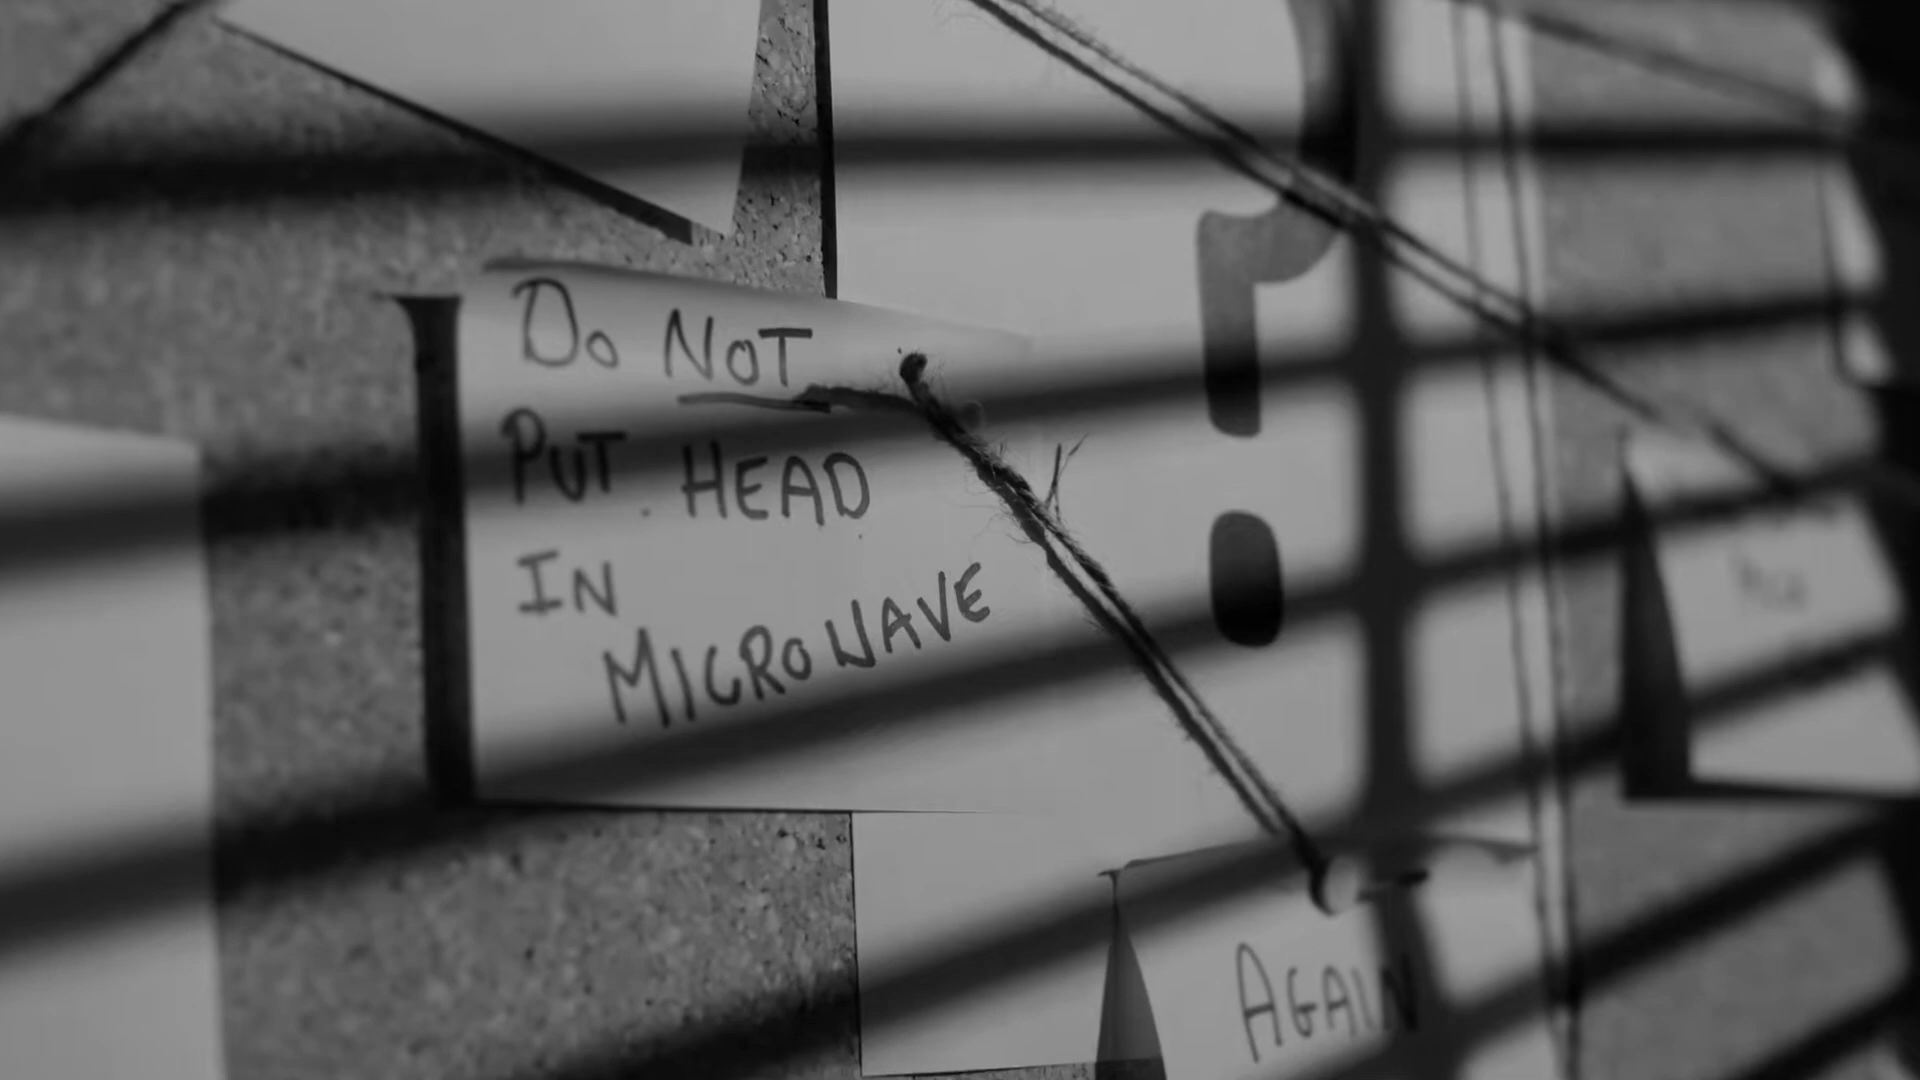 Do NOT
PUT HEAD
IN
MICROWAVE
?
AGAIN